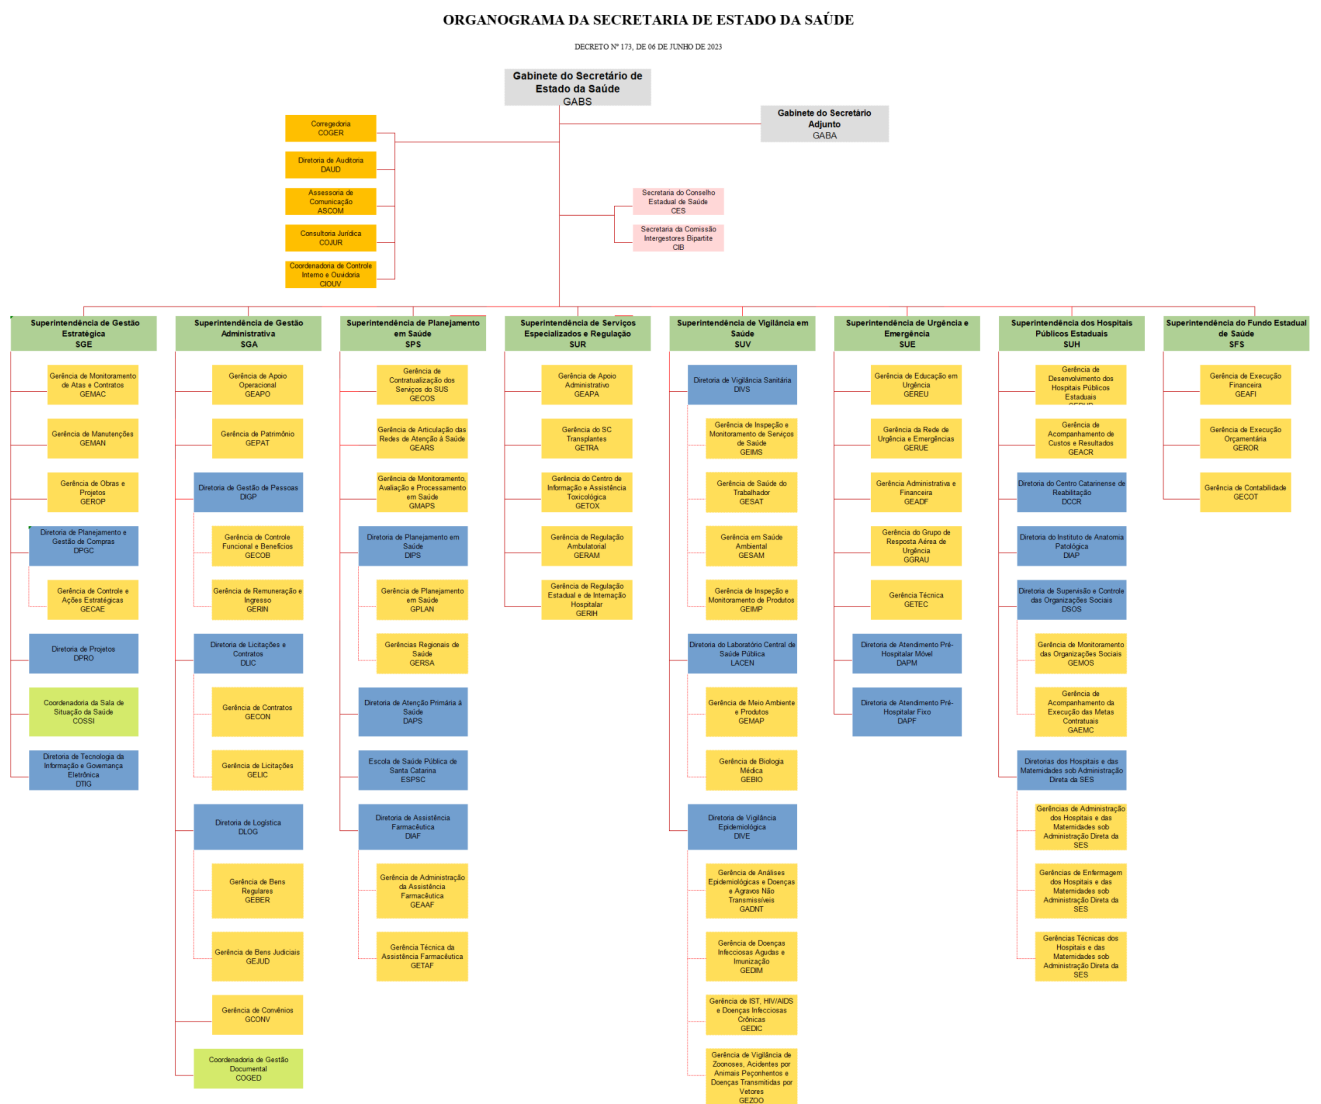 ORGANOGRAMA DA SECRETARIA DE ESTADO DA SAÚDE
DECRETO Nº 173, DE 06 DE JUNHO DE 2023
Gabinete do Secretário de
Estado da Saúde
GABS
Gabinete do Secretário
Adjunto
GABA
Corregedoria
COGER
Diretoria de Auditoria
DAUD
Assessoria de
Comunicação
ASCOM
Consultoria Jurídica
COJUR
Coordenadoria de Controle
Interno e Ouvidoria
CIOUV
Secretaria do Conselho
Estadual de Saúde
CES
Secretaria da Comissão
Intergestores Bipartite
CIB
Superintendência de Gestão
Estratégica
SGE
Gerência de Monitoramento
de Atas e Contratos
GEMAC
Gerência de Manutenções
GEMAN
Gerência de Obras e
Projetos
GEROP
Diretoria de Planejamento e
Gestão de Compras
DPGC
Gerência de Controle e
Ações Estratégicas
GECAE
Diretoria de Projetos
DPRO
Coordenadoria da Sala de
Situação da Saúde
COSSI
Diretoria de Tecnologia da
Informação e Governança
Eletrônica
DTIG
Superintendência de Gestão
Administrativa
SGA
Gerência de Apoio
Operacional
GEAPO
Gerência de Patrimônio
GEPAT
Diretoria de Gestão de Pessoas
DIGP
Gerência de Controle
Funcional e Benefícios
GECOB
Gerência de Remuneração e
Ingresso
GERIN
Diretoria de Licitações e
Contratos
DLIC
Gerência de Contratos
GECON
Gerência de Licitações
GELIC
Diretoria de Logística
DLOG
Gerência de Bens
Regulares
GEBER
Gerência de Bens Judiciais
GEJUD
Gerência de Convênios
GCONV
Coordenadoria de Gestão
Documental
COGED
Superintendência de Planejamento
em Saúde
SPS
Gerência de
Contratualização dos
Serviços do SUS
GECOS
Gerência de Articulação das
Redes de Atenção à Saúde
GEARS
Gerência de Monitoramento,
Avaliação e Processamento
em Saúde
GMAPS
Diretoria de Planejamento em
Saúde
DIPS
Gerência de Planejamento
em Saúde
GPLAN
Gerências Regionais de
Saúde
GERSA
Diretoria de Atenção Primária à
Saúde
DAPS
Escola de Saúde Pública de
Santa Catarina
ESPSC
Diretoria de Assistência
Farmacêutica
DIAF
Gerência de Administração
da Assistência
Farmacêutica
GEAAF
Gerência Técnica da
Assistência Farmacêutica
GETAF
Superintendência de Serviços
Especializados e Regulação
SUR
Gerência de Apoio
Administrativo
GEAPA
Gerência do SC
Transplantes
GETRA
Gerência do Centro de
Informação e Assistência
Toxicológica
GETOX
Gerência de Regulação
Ambulatorial
GERAM
Gerência de Regulação
Estadual e de Internação
Hospitalar
GERIH
Superintendência de Vigilância em
Saúde
SUV
Diretoria de Vigilância Sanitária
DIVS
Gerência de Inspeção e
Monitoramento de Serviços
de Saúde
GEIMS
Gerência de Saúde do
Trabalhador
GESAT
Gerência em Saúde
Ambiental
GESAM
Gerência de Inspeção e
Monitoramento de Produtos
GEIMP
Diretoria do Laboratório Central de
Saúde Pública
LACEN
Gerência de Meio Ambiente
e Produtos
GEMAP
Gerência de Biologia
Médica
GEBIO
Diretoria de Vigilância
Epidemiológica
DIVE
Gerência de Análises
Epidemiológicas e Doenças
e Agravos Não
Transmissíveis
GADNT
Gerência de Doenças
Infecciosas Agudas e
Imunização
GEDIM
Gerência de IST, HIV/AIDS
e Doenças Infecciosas
Crônicas
GEDIC
Gerência de Vigilância de
Zoonoses, Acidentes por
Animais Peçonhentos e
Doenças Transmitidas por
Vetores
GEZOO
Superintendência de Urgência e
Emergência
SUE
Gerência de Educação em
Urgência
GEREU
Gerência da Rede de
Urgência e Emergências
GERUE
Gerência Administrativa e
Financeira
GEADF
Gerência do Grupo de
Resposta Aérea de
Urgência
GGRAU
Gerência Técnica
GETEC
Diretoria de Atendimento Pré-
Hospitalar Móvel
DAPM
Diretoria de Atendimento Pré-
Hospitalar Fixo
DAPF
Superintendência dos Hospitais
Públicos Estaduais
SUH
Gerência de
Desenvolvimento dos
Hospitais Públicos
Estaduais
Gerência de
Acompanhamento de
Custos e Resultados
GEACR
Diretoria do Centro Catarinense de
Reabilitação
DCCR
Diretoria do Instituto de Anatomia
Patológica
DIAP
Diretoria de Supervisão e Controle
das Organizações Sociais
DSOS
Gerência de Monitoramento
das Organizações Sociais
GEMOS
Gerência de
Acompanhamento da
Execução das Metas
Contratuais
GAEMC
Diretorias dos Hospitais e das
Maternidades sob Administração
Direta da SES
Gerências de Administração
dos Hospitais e das
Maternidades sob
Administração Direta da
SES
Gerências de Enfermagem
dos Hospitais e das
Maternidades sob
Administração Direta da
SES
Gerências Técnicas dos
Hospitais e das
Maternidades sob
Administração Direta da
SES
Superintendência do Fundo Estadual
de Saúde
SFS
Gerência de Execução
Financeira
GEAFI
Gerência de Execução
Orçamentária
GEROR
Gerência de Contabilidade
GECOT